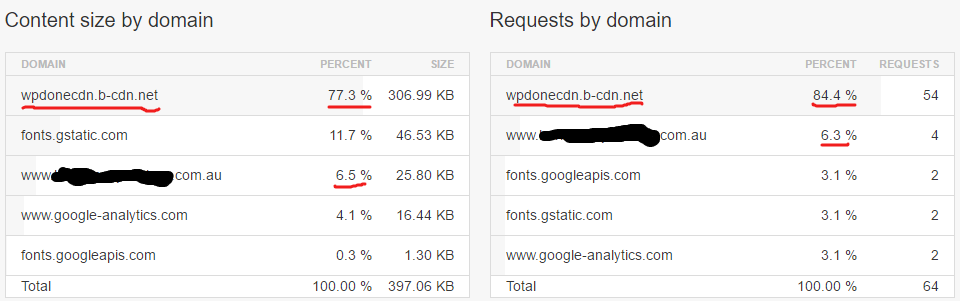 Content size by domain
DOMAIN PERCENT SIZE
wpdonecdn.b-cdn.net 77.3 % 306.99 KB
fonts.gstatic.com 11.7 % 46.53 KB
www. com.au 6.5 % 25.80 KB
www.google-analytics.com 4.1 % 16.44 KB
fonts.googleapis.com 0.3 % 1.30 KB
Total 100.00 % 397.06 KB
Requests by domain
DOMAIN PERCENT REQUESTS
wpdonecdn.b-cdn.net 84.4 % 54
www. com.au 6.3 % 4
fonts.googleapis.com 3.1 % 2
fonts.gstatic.com 3.1 % 2
www.google-analytics.com 3.1 % 2
Total 100.00 % 64